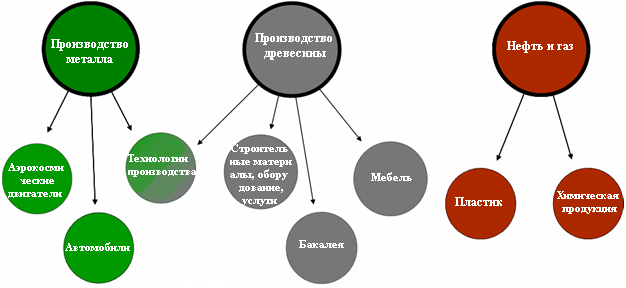 Производство
металла
Производство
древесины
Нефть и газ
Аэрокосми
ческие
двигатели
Технологии
производства
Строитель
ные матери
алы, обору
дование,
услуги
Мебель
Пластик
Химическая
продукция
Автомобили
Бакалея